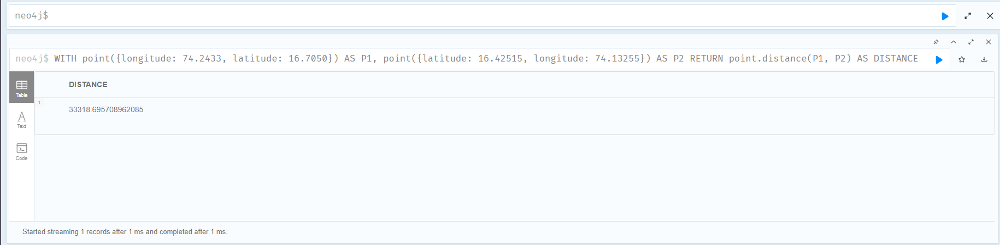 neo4j$
neo4j$ WITH point({longitude: 74.2433, latitude: 16.7050}) AS P1, point({latitude: 16.42515, longitude: 74.13255}) AS P2 RETURN point.distance(P1, P2) AS DISTANCE
Table
DISTANCE
1
33318.695708962085
Text
Code
Started streaming 1 records after 1 ms and completed after 1 ms.